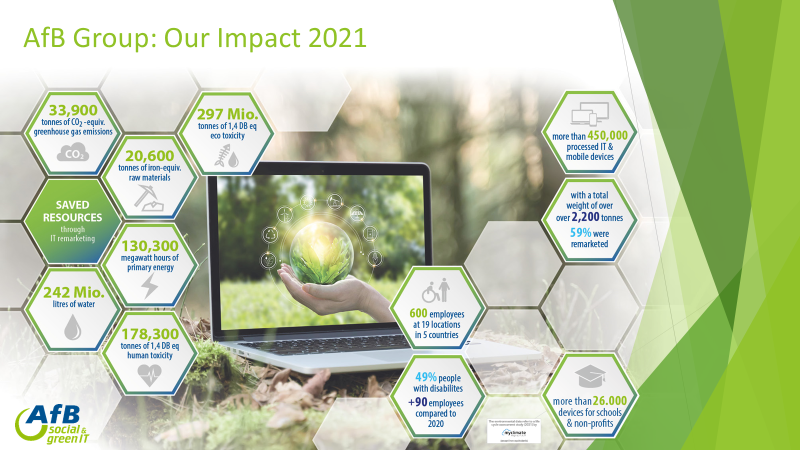 AfB Group: Our Impact 2021
33,900
tonnes of CO2 -equiv.
greenhouse gas emissions
CO2
297 Mio.
tonnes of 1,4 DB eq
eco toxicity
20,600
tonnes of iron-equiv.
raw materials
SAVED
RESOURCES
through
IT remarketing
130,300
megawatt hours of
primary energy
242 Mio.
litres of water
178,300
tonnes of 1,4 DB eq
human toxicity
more than 450,000
processed IT &
mobile devices
with a total
weight of over
over 2,200 tonnes
59% were
remarketed
600 employees
at 19 locations
in 5 countries
49% people
with disabilites
+90 employees
compared to
2020
more than 26.000
devices for schools
& non-profits
myclimate
AfB
social &
green IT